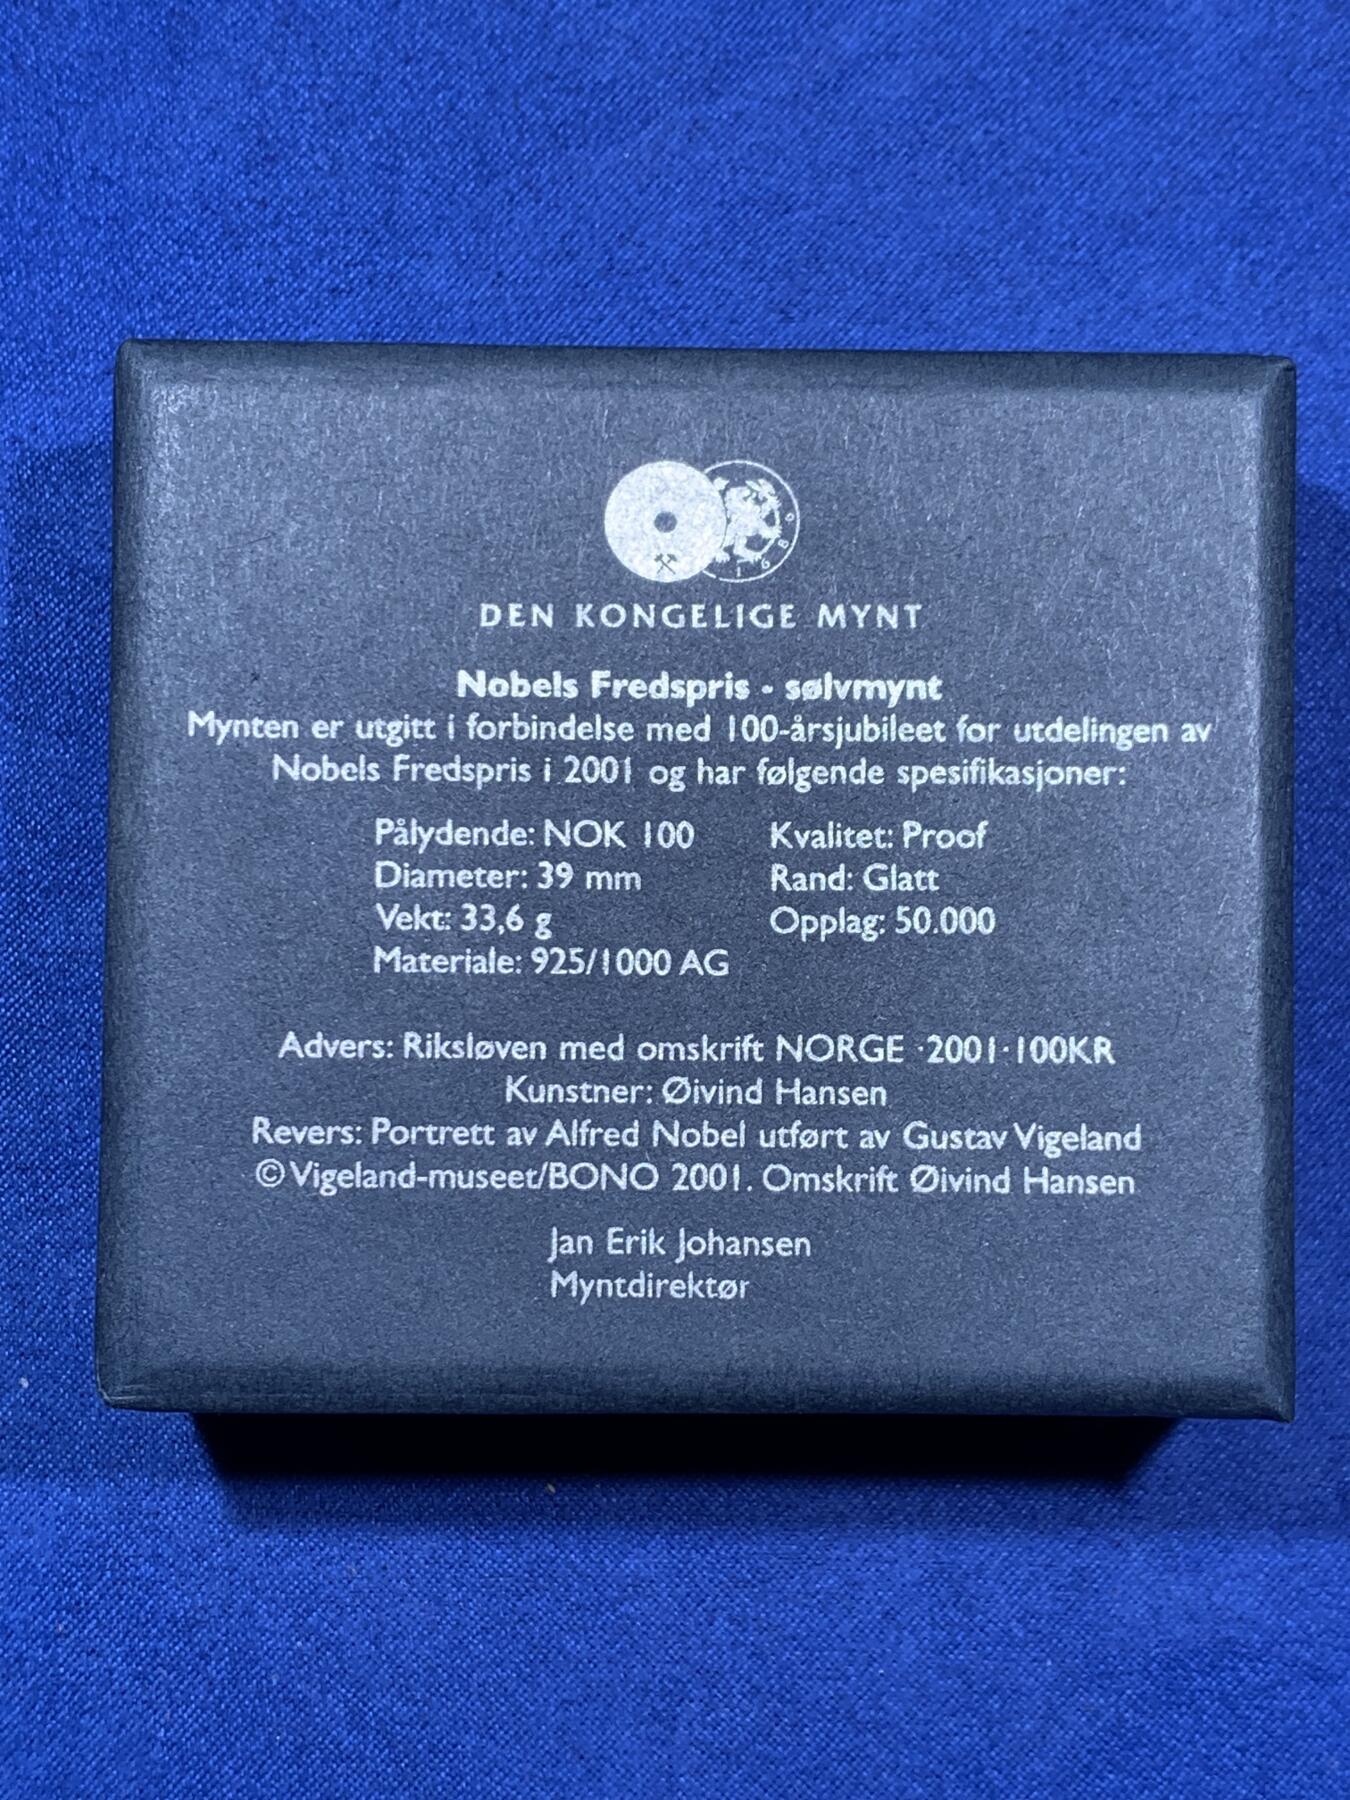 1680
DEN KONGELIGE MYNT
Nobels Fredspris - sølvmynt
Mynten er utgitt i forbindelse med 100-årsjubileet for utdelingen av
Nobels Fredspris i 2001 og har følgende spesifikasjoner:
Pålydende: NOK 100
Diameter: 39 mm
Vekt: 33,6 g
Materiale: 925/1000 AG
Kvalitet: Proof
Rand: Glatt
Opplag: 50.000
Advers: Riksløven med omskrift NORGE ·2001·100KR
Kunstner: Øivind Hansen
Revers: Portrett av Alfred Nobel utført av Gustav Vigeland
© Vigeland-museet/BONO 2001. Omskrift Øivind Hansen
Jan Erik Johansen
Myntdirektør